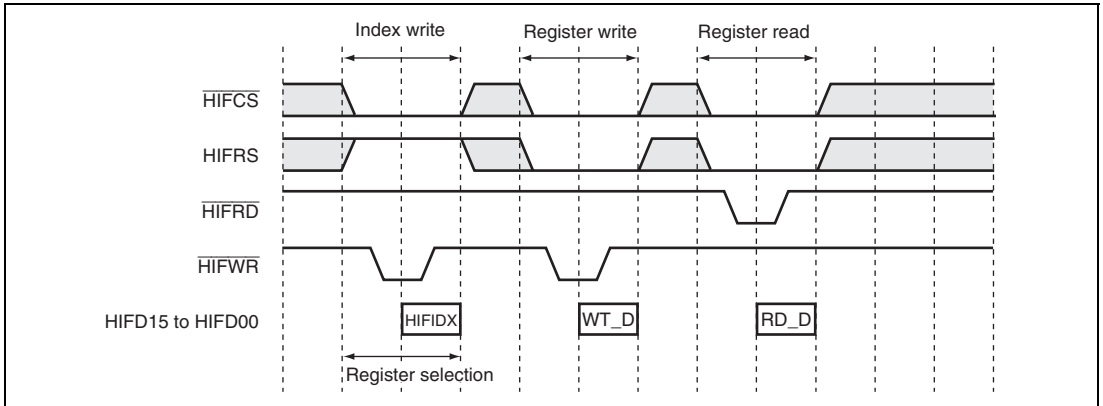 Index write Register write Register read
HIFCS
HIFRS
HIFRD
HIFWR
HIFD15 to HIFD00 HIFIDX WT_D RD_D
Register selection